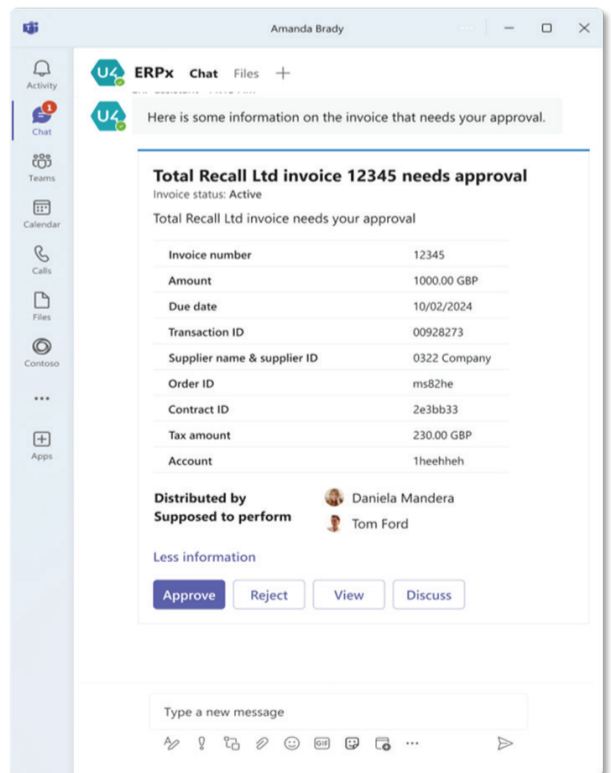 Amanda Brady
Activity
1
Chat
Teams
Calendar
Calls
Files
Contoso
Apps
U4
ERPx Chat Files
U4
Here is some information on the invoice that needs your approval.
Total Recall Ltd invoice 12345 needs approval
Invoice status: Active
Total Recall Ltd invoice needs your approval
Invoice number 12345
Amount 1000.00 GBP
Due date 10/02/2024
Transaction ID 00928273
Supplier name & supplier ID 0322 Company
Order ID ms82he
Contract ID 2e3bb33
Tax amount 230.00 GBP
Account 1heehheh
Distributed by Daniela Mandera
Supposed to perform Tom Ford
Less information
Approve Reject View Discuss
Type a new message
GIF